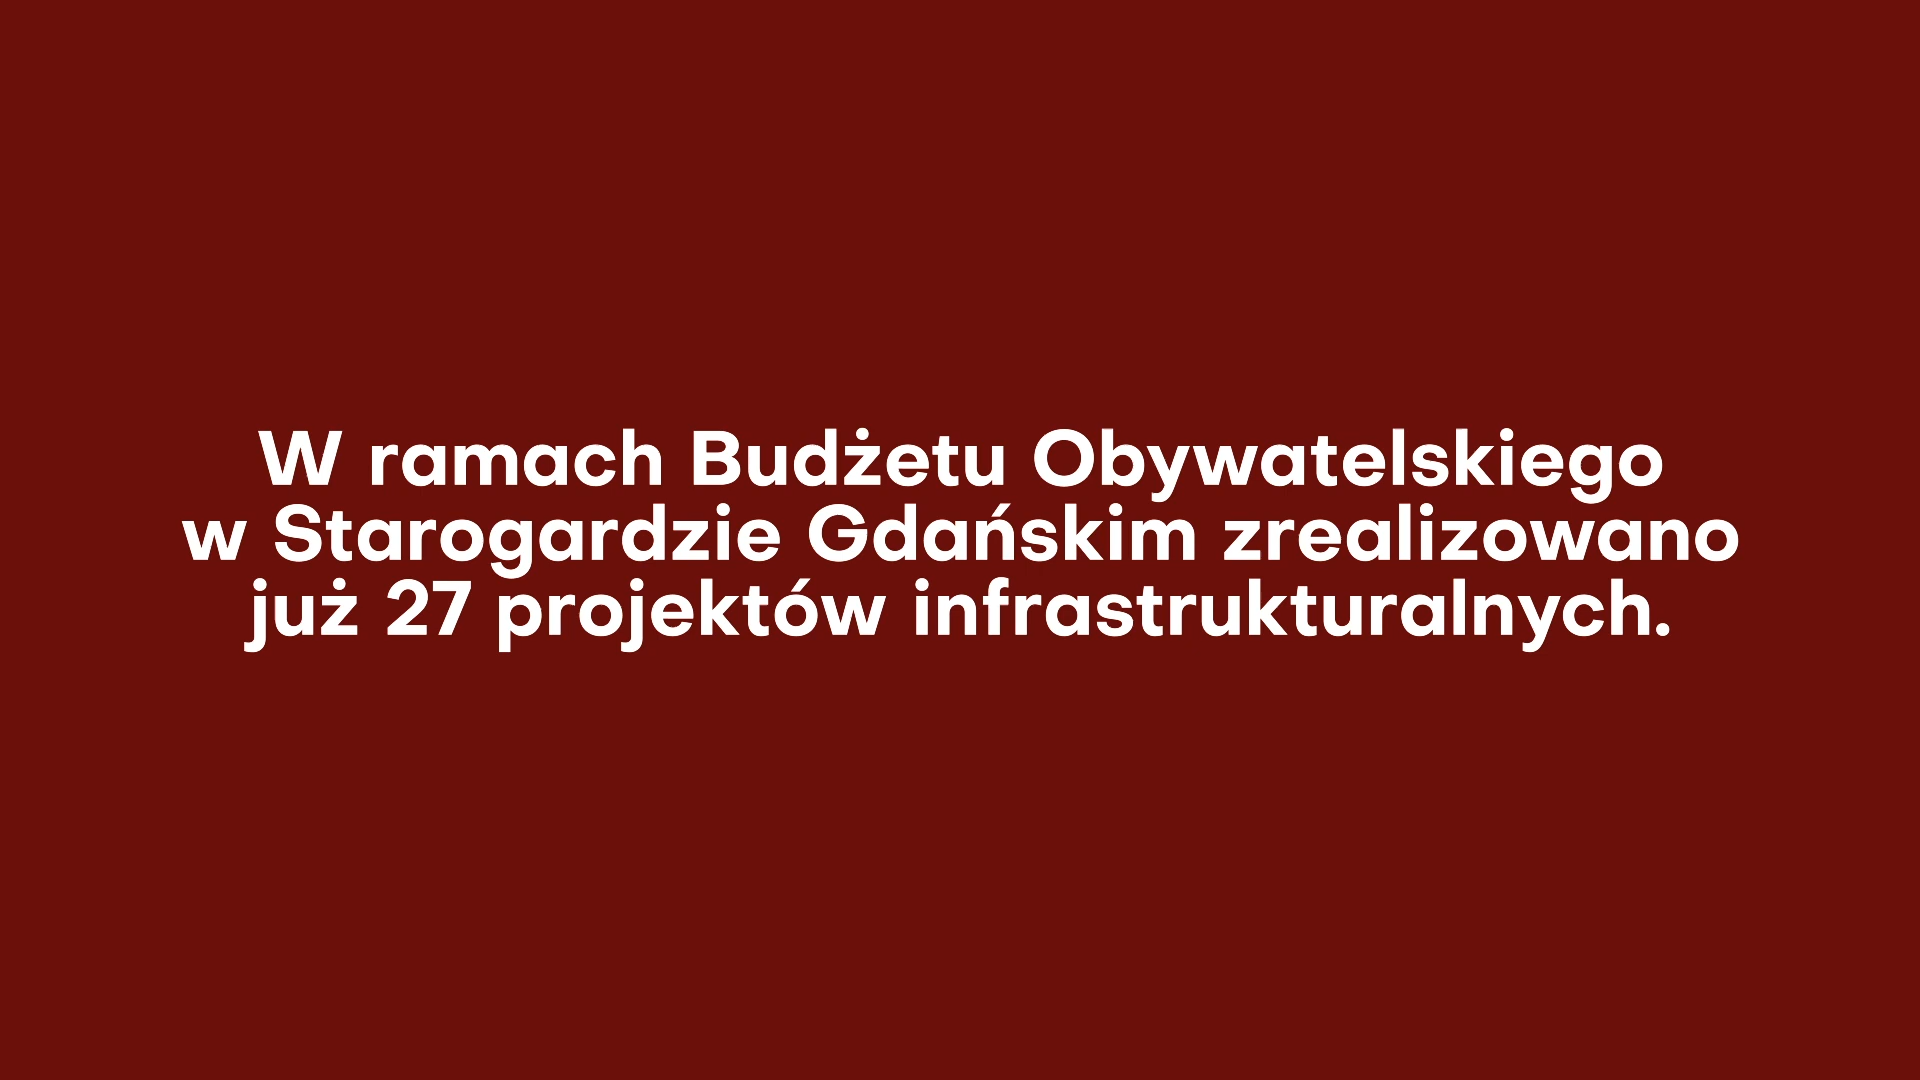 W ramach Budżetu Obywatelskiego
w Starogardzie Gdańskim zrealizowano
już 27 projektów infrastrukturalnych.